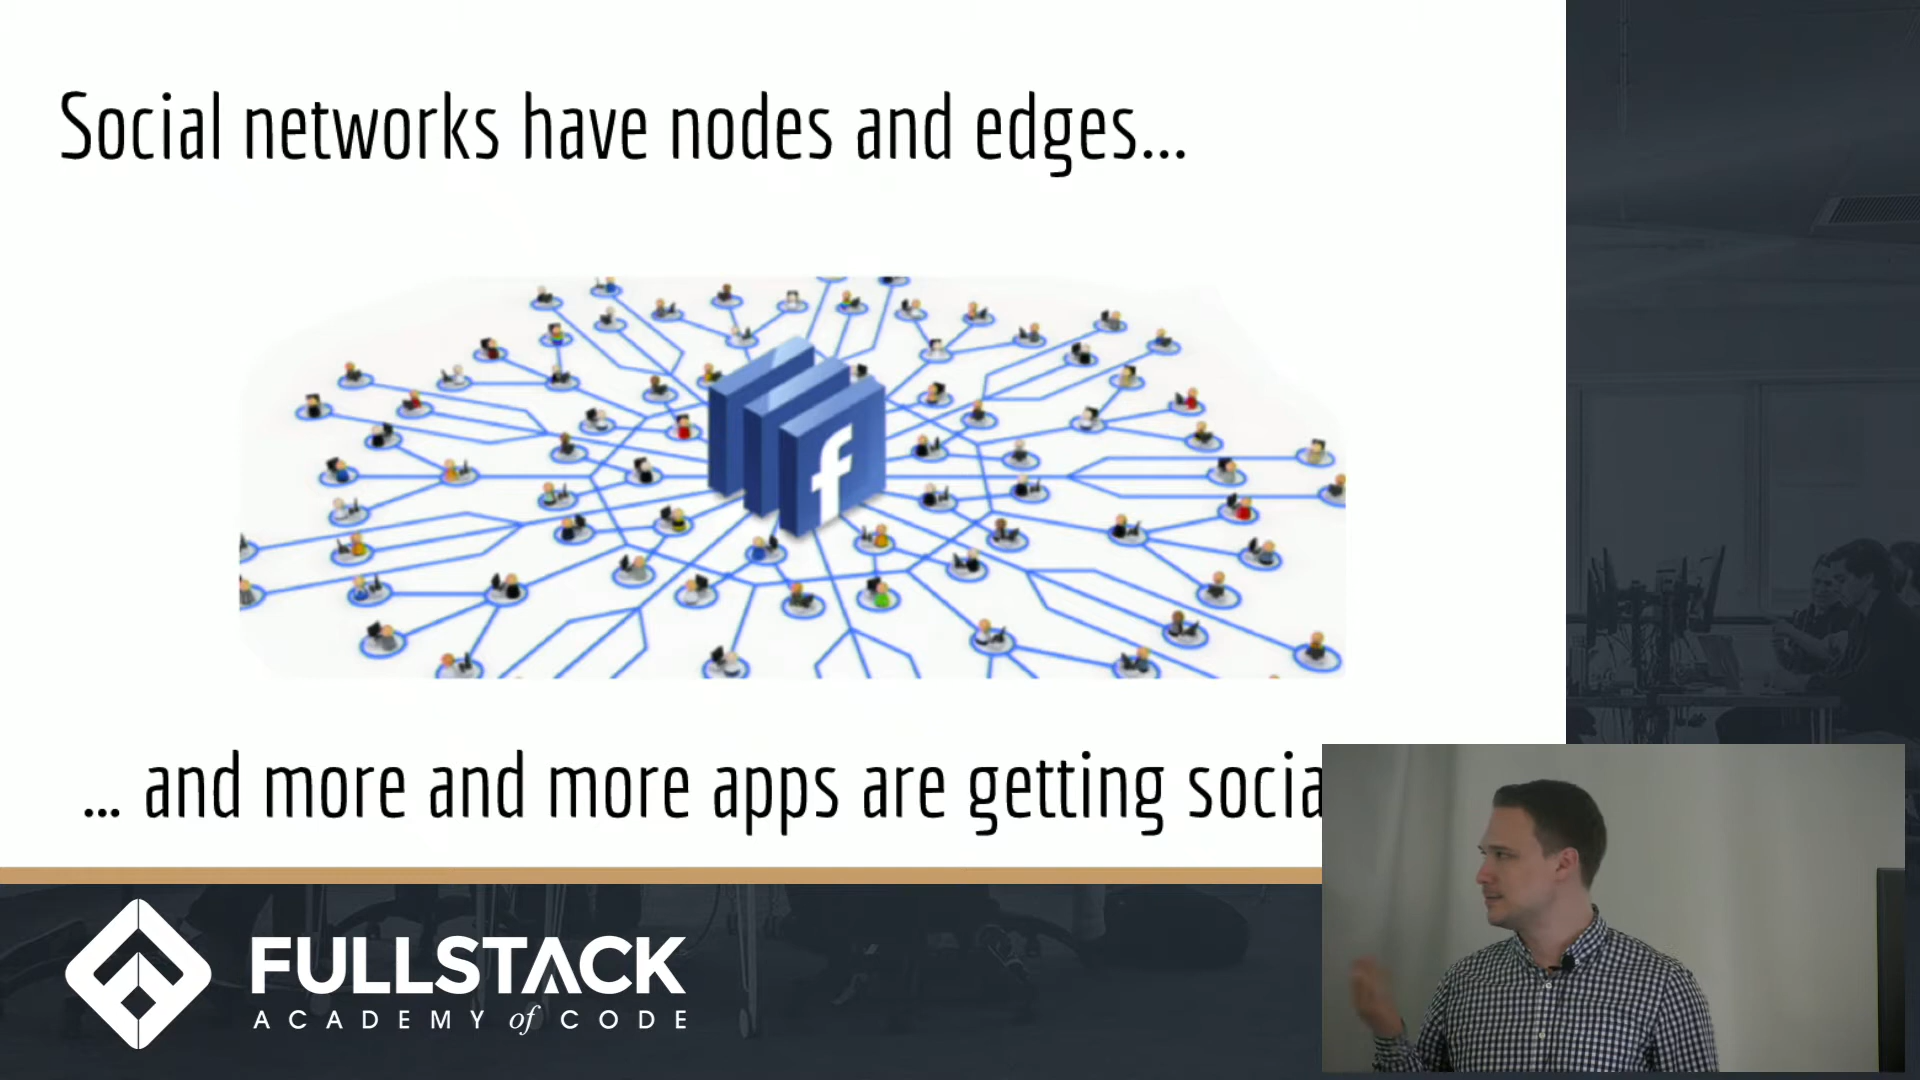 Social networks have nodes and edges...
f
... and more and more apps are getting socia
FULLSTACK
ACADEMY of CODE